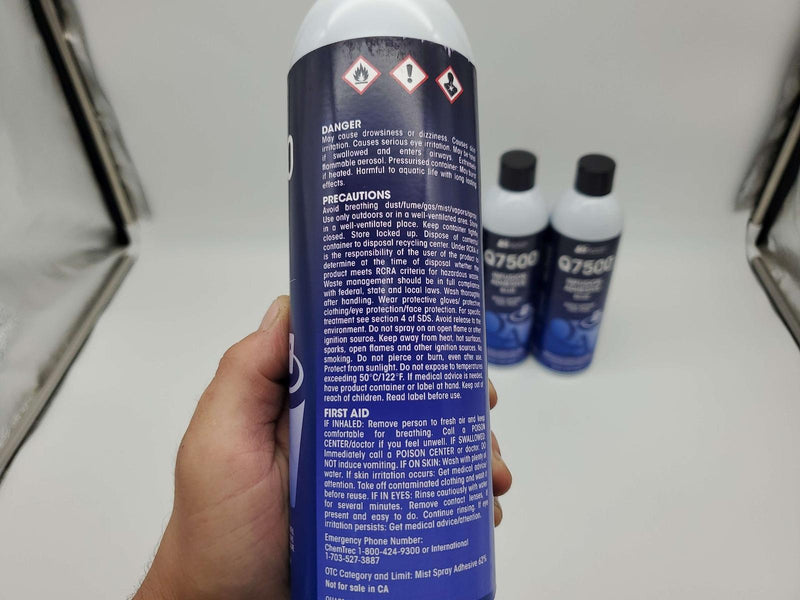 DANGER
May cause drowsiness or dizziness. Causes skin
irritation. Causes serious eye irritation. May be fatal
if swallowed and enters airways. Extremely
flammable aerosol. Pressurised container: May burst
if heated. Harmful to aquatic life with long lasting
effects.
PRECAUTIONS
Avoid breathing dust/fume/gas/mist/vapors/spray.
Use only outdoors or in a well-ventilated area. Store
in a well-ventilated place. Keep container tightly
closed. Store locked up. Dispose of contents/
container to disposal recycling center. Under RCRA it
is the responsibility of the user of the product to
determine at the time of disposal whether the
product meets RCRA criteria for hazardous waste.
Waste management should be in full compliance
with federal, state and local laws. Wash thoroughly
after handling. Wear protective gloves/ protective
clothing/eye protection/face protection. For specific
treatment see section 4 of SDS. Avoid release to the
environment. Do not spray on an open flame or other
ignition source. Keep away from heat, hot surfaces,
sparks, open flames and other ignition sources. No
smoking. Do not pierce or burn, even after use.
Protect from sunlight. Do not expose to temperatures
exceeding 50°C/122°F. If medical advice is needed,
have product container or label at hand. Keep out of
reach of children. Read label before use.
FIRST AID
IF INHALED: Remove person to fresh air and keep
comfortable for breathing. Call a POISON
CENTER/doctor if you feel unwell. IF SWALLOWED:
Immediately call a POISON CENTER or doctor. DO
NOT induce vomiting. IF ON SKIN: Wash with plenty of
water. If skin irritation occurs: Get medical advice/
attention. Take off contaminated clothing and wash it
before reuse. IF IN EYES: Rinse cautiously with water
for several minutes. Remove contact lenses, if
present and easy to do. Continue rinsing. If eye
irritation persists: Get medical advice/attention.
Emergency Phone Number:
ChemTrec 1-800-424-9300 or International
1-703-527-3887
OTC Category and Limit: Mist Spray Adhesive 62%
Not for sale in CA
Q7500
INFUSION
ADHESIVE
BLUE
Q7500
INFUSION